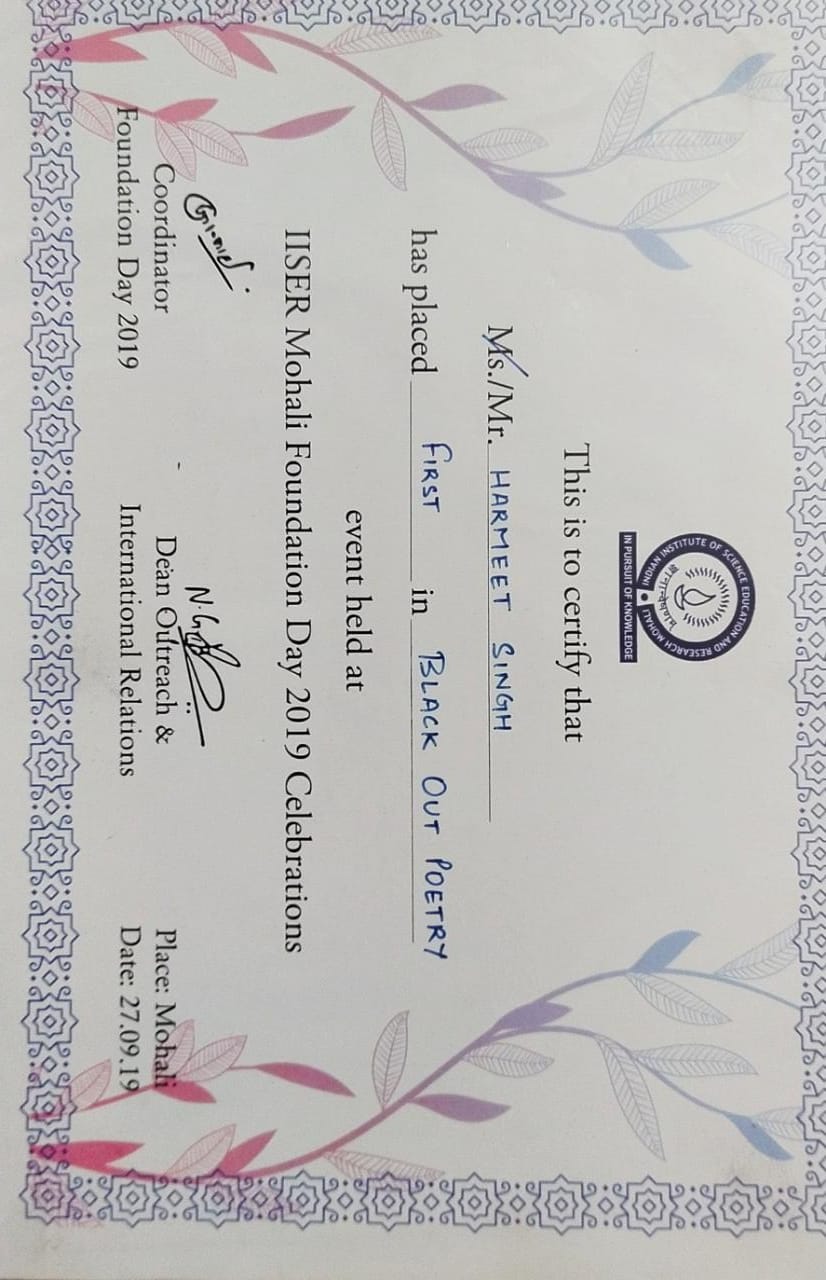 INDIAN INSTITUTE OF SCIENCE EDUCATION AND RESEARCH MOHALI
ज्ञानान्वेषणम्
IN PURSUIT OF KNOWLEDGE
This is to certify that
Ms./Mr. HARMEET SINGH
has placed FIRST in BLACK OUT POETRY
event held at
IISER Mohali Foundation Day 2019 Celebrations
Coordinator
Foundation Day 2019
N.G
Dean Outreach &
International Relations
Place: Mohali
Date: 27.09.19